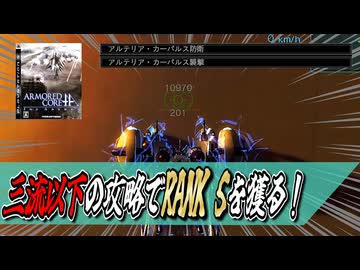 0 km/h
アルテリア・カーパルス防衛
アルテリア・カーパルス襲撃
ARMORED CORE
10970
201
三流以下の攻略でRANK Sを獲る！